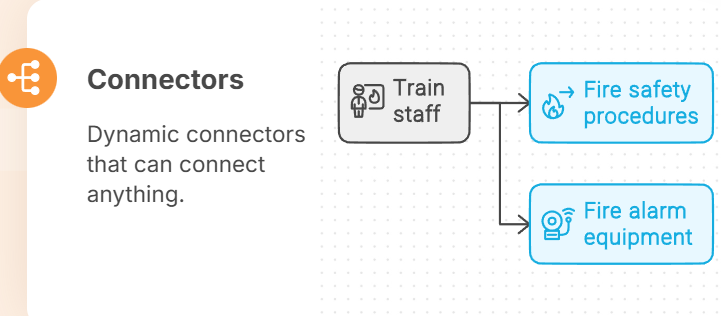 Connectors
Dynamic connectors
that can connect
anything.
Train
staff
Fire safety
procedures
Fire alarm
equipment